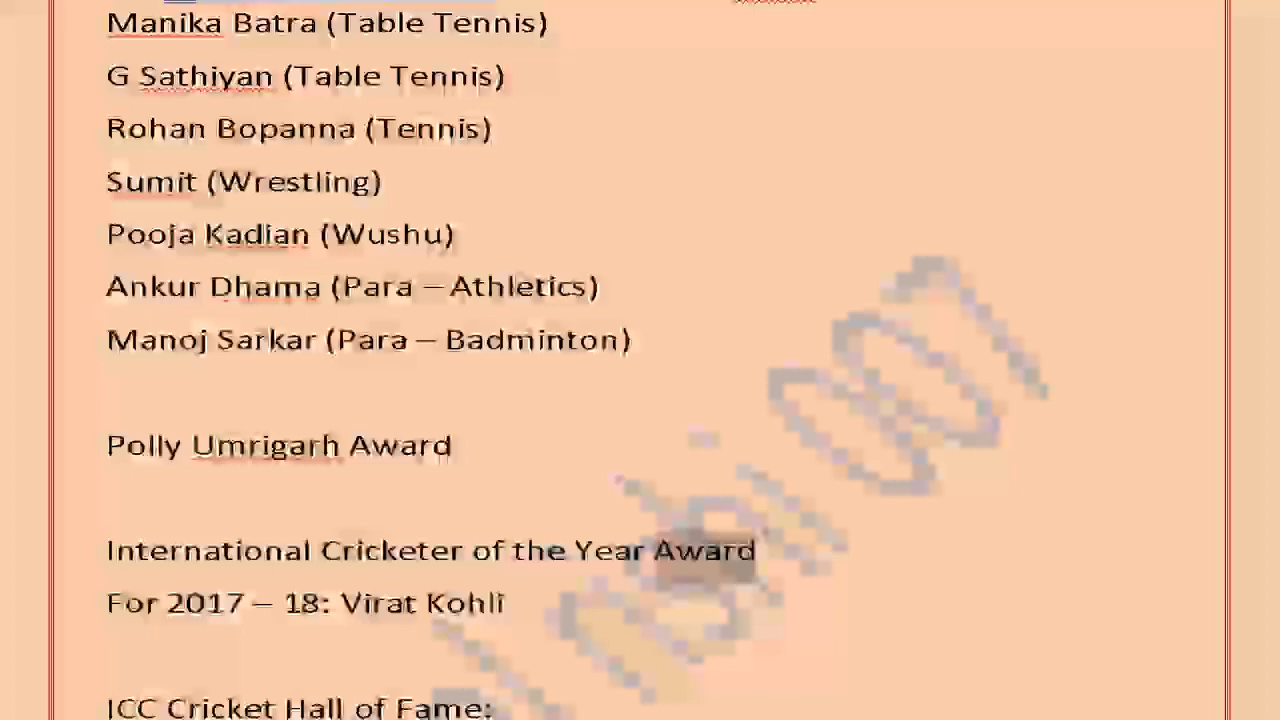 Manika Batra (Table Tennis)
G Sathiyan (Table Tennis)
Rohan Bopanna (Tennis)
Sumit (Wrestling)
Pooja Kadian (Wushu)
Ankur Dhama (Para – Athletics)
Manoj Sarkar (Para – Badminton)
Polly Umrigarh Award
International Cricketer of the Year Award
For 2017 – 18: Virat Kohli
ICC Cricket Hall of Fame: